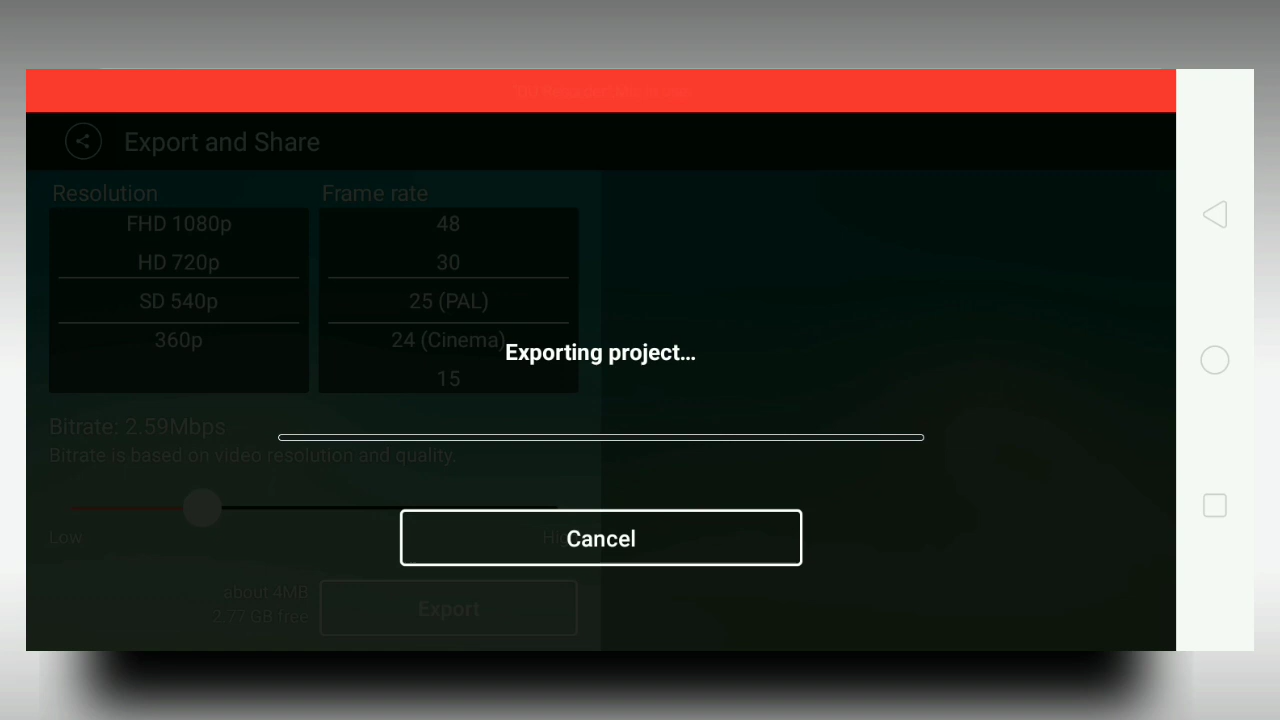 Export and Share
Resolution
Frame rate
FHD 1080p
HD 720p
SD 540p
360p
48
30
25 (PAL)
24 (Cinema)
15
Exporting project...
Bitrate: 2.59Mbps
Bitrate is based on video resolution and quality.
Low
Cancel
about 4MB
2.77 GB free
Export